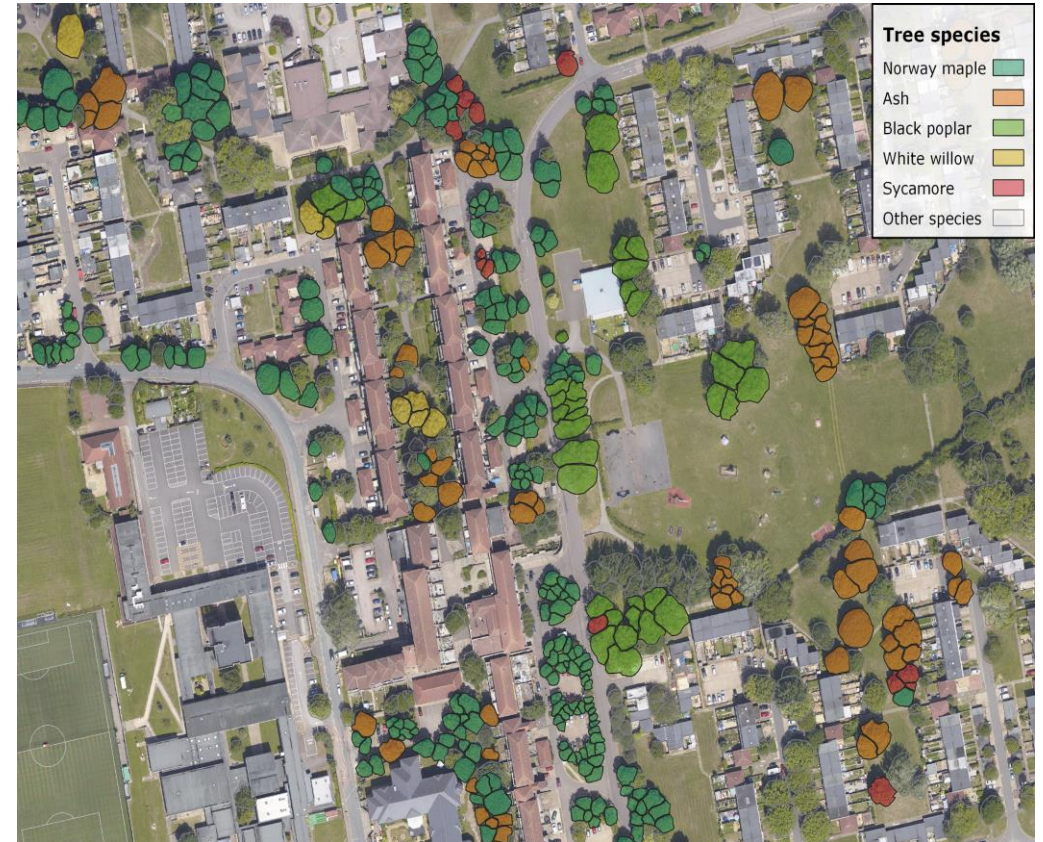 Tree species
Norway maple
Ash
Black poplar
White willow
Sycamore
Other species